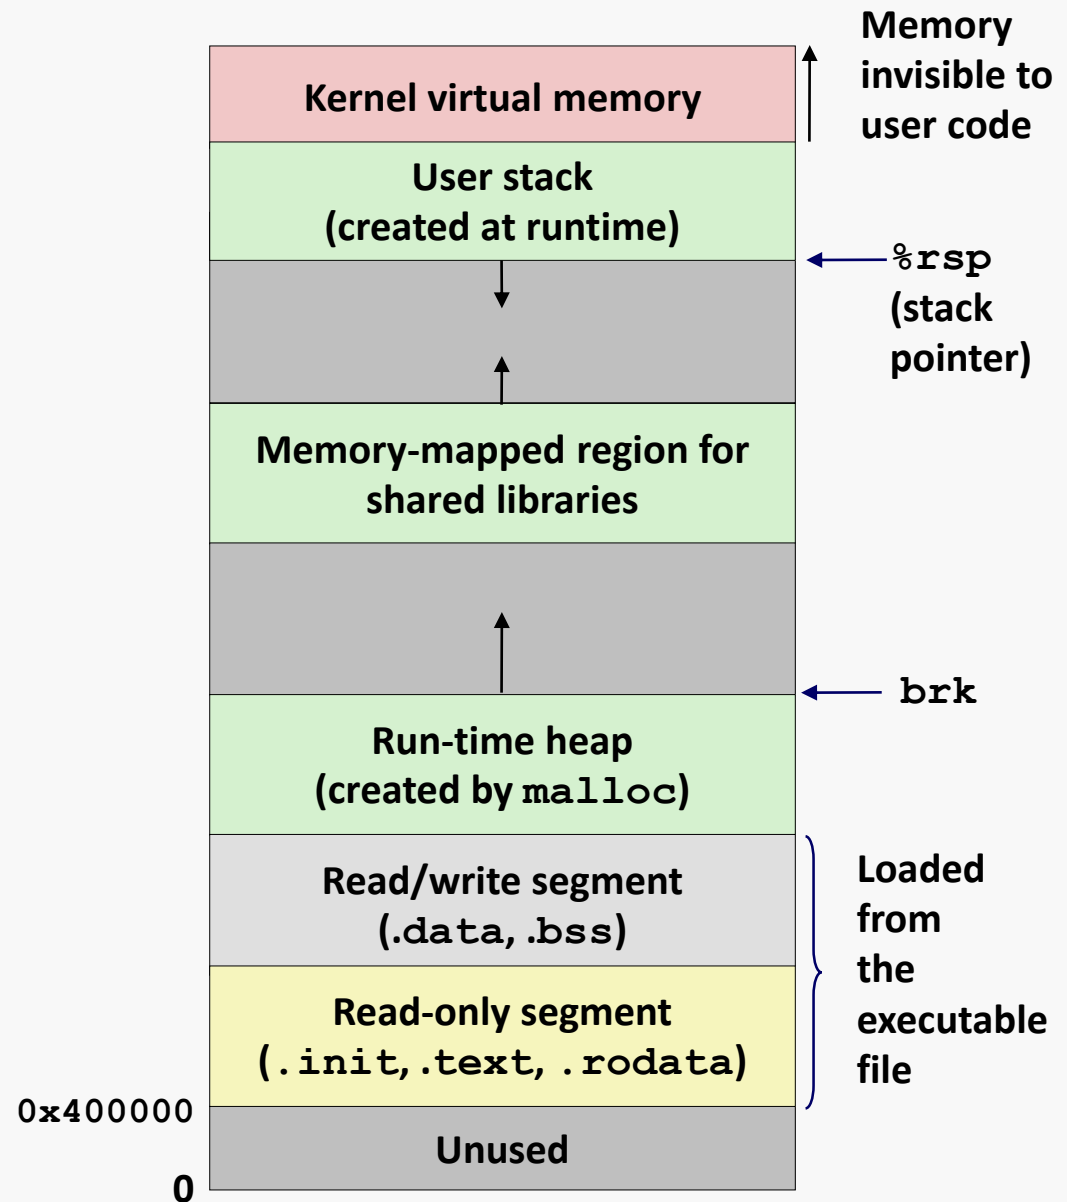 Memory
invisible to
user code
Kernel virtual memory
User stack
(created at runtime)
%rsp
(stack
pointer)
Memory-mapped region for
shared libraries
brk
Run-time heap
(created by malloc)
Read/write segment
(.data, .bss)
Loaded
from
the
executable
file
Read-only segment
(.init, .text, .rodata)
0x400000
Unused
0